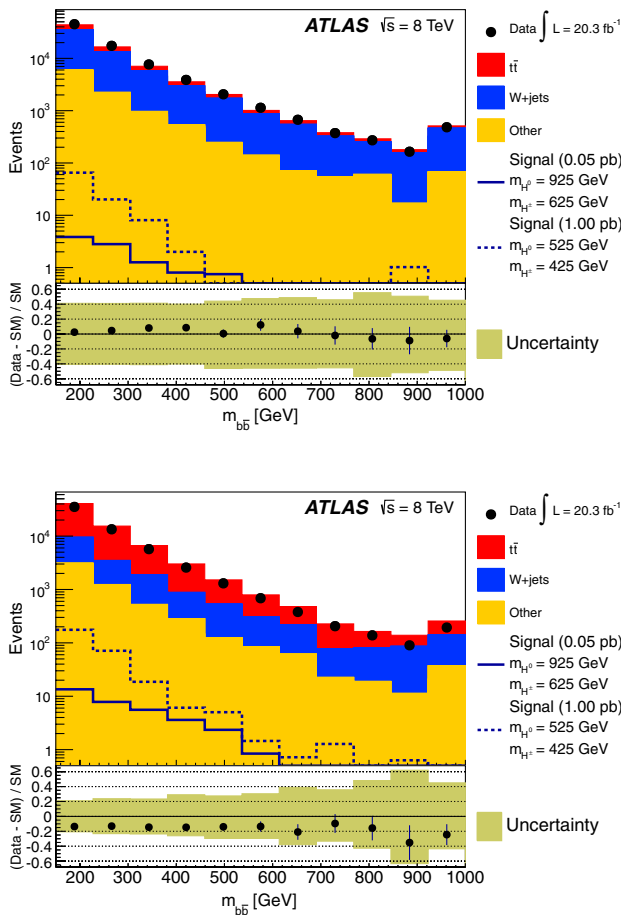 ATLAS √s = 8 TeV
Data ∫ L = 20.3 fb⁻¹
tt̄
W+jets
Other
Signal (0.05 pb)
m_H⁰ = 925 GeV
m_H± = 625 GeV
Signal (1.00 pb)
m_H⁰ = 525 GeV
m_H± = 425 GeV
Events
10⁴
10³
10²
10
1
(Data - SM) / SM
0.6
0.4
0.2
0
-0.2
-0.4
-0.6
Uncertainty
200 300 400 500 600 700 800 900 1000
m_bb̄ [GeV]
ATLAS √s = 8 TeV
Data ∫ L = 20.3 fb⁻¹
tt̄
W+jets
Other
Signal (0.05 pb)
m_H⁰ = 925 GeV
m_H± = 625 GeV
Signal (1.00 pb)
m_H⁰ = 525 GeV
m_H± = 425 GeV
Events
10⁴
10³
10²
10
1
(Data - SM) / SM
0.6
0.4
0.2
0
-0.2
-0.4
-0.6
Uncertainty
200 300 400 500 600 700 800 900 1000
m_bb̄ [GeV]